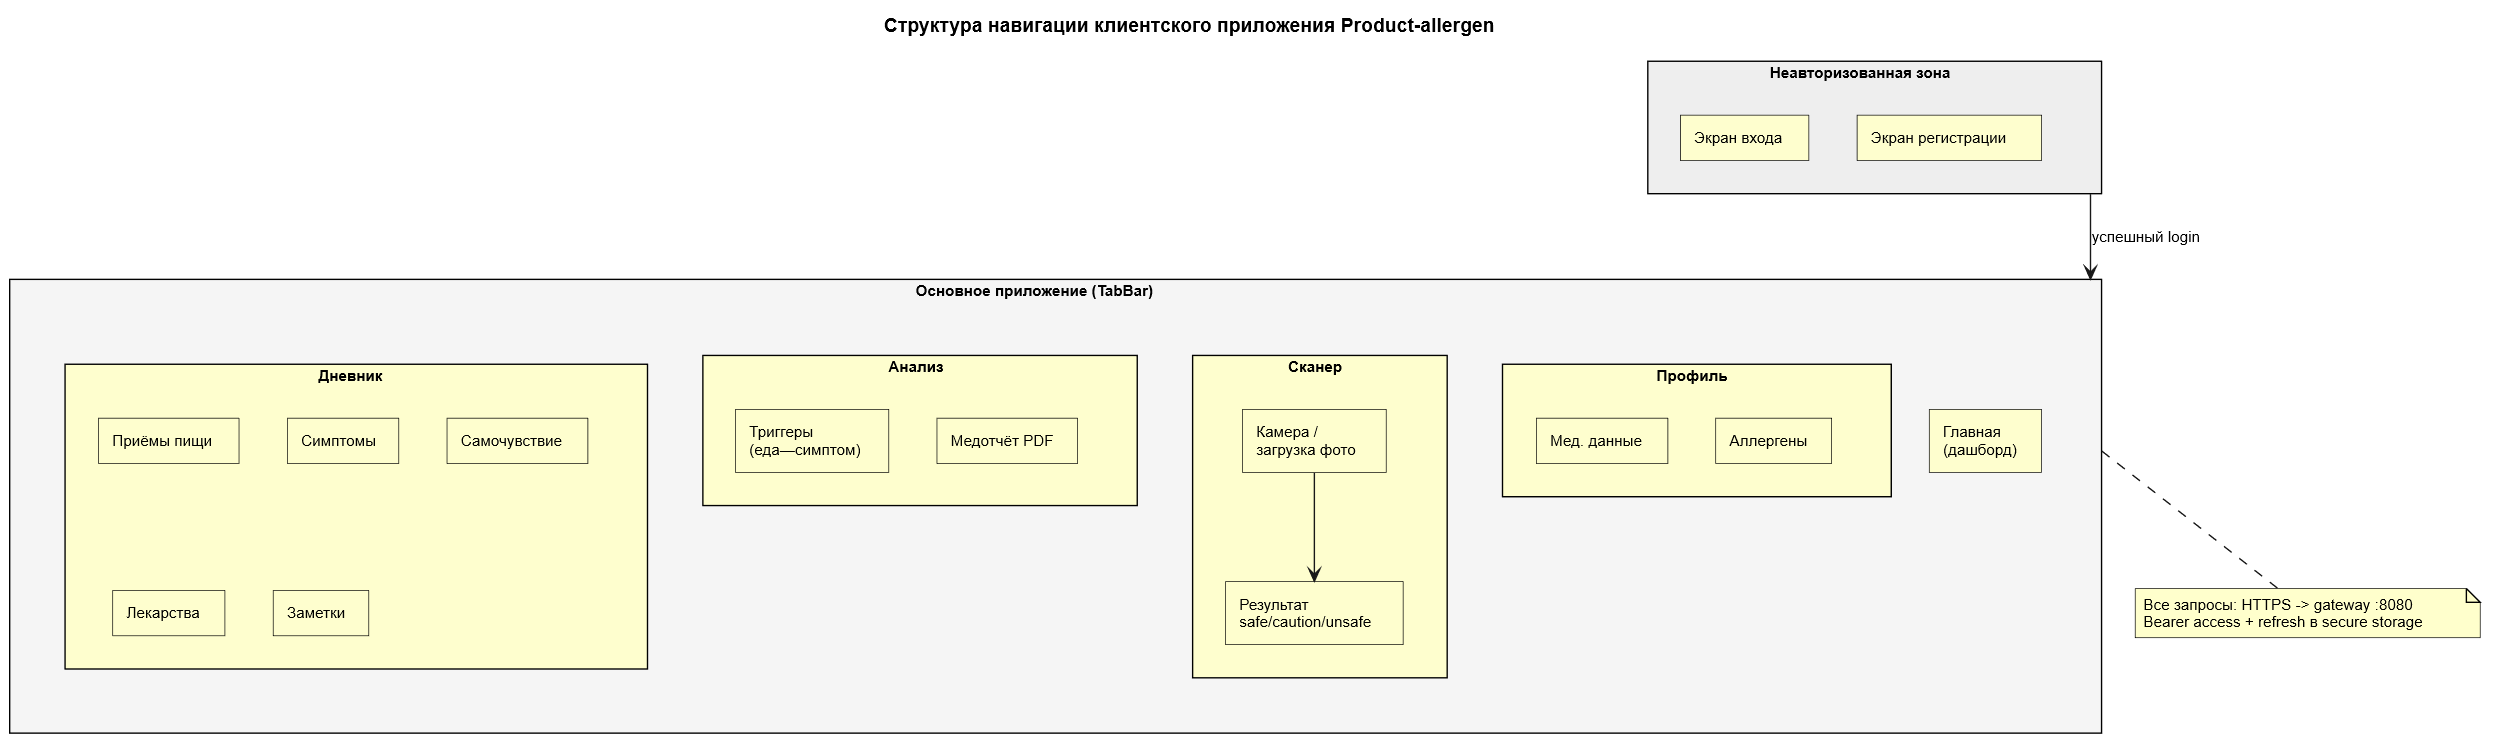 Структура навигации клиентского приложения Product-allergen
Неавторизованная зона
Экран входа
Экран регистрации
успешный login
Основное приложение (TabBar)
Дневник
Приёмы пищи
Симптомы
Самочувствие
Лекарства
Заметки
Анализ
Триггеры
(еда—симптом)
Медотчёт PDF
Сканер
Камера /
загрузка фото
Результат
safe/caution/unsafe
Профиль
Мед. данные
Аллергены
Главная
(дашборд)
Все запросы: HTTPS -> gateway :8080
Bearer access + refresh в secure storage